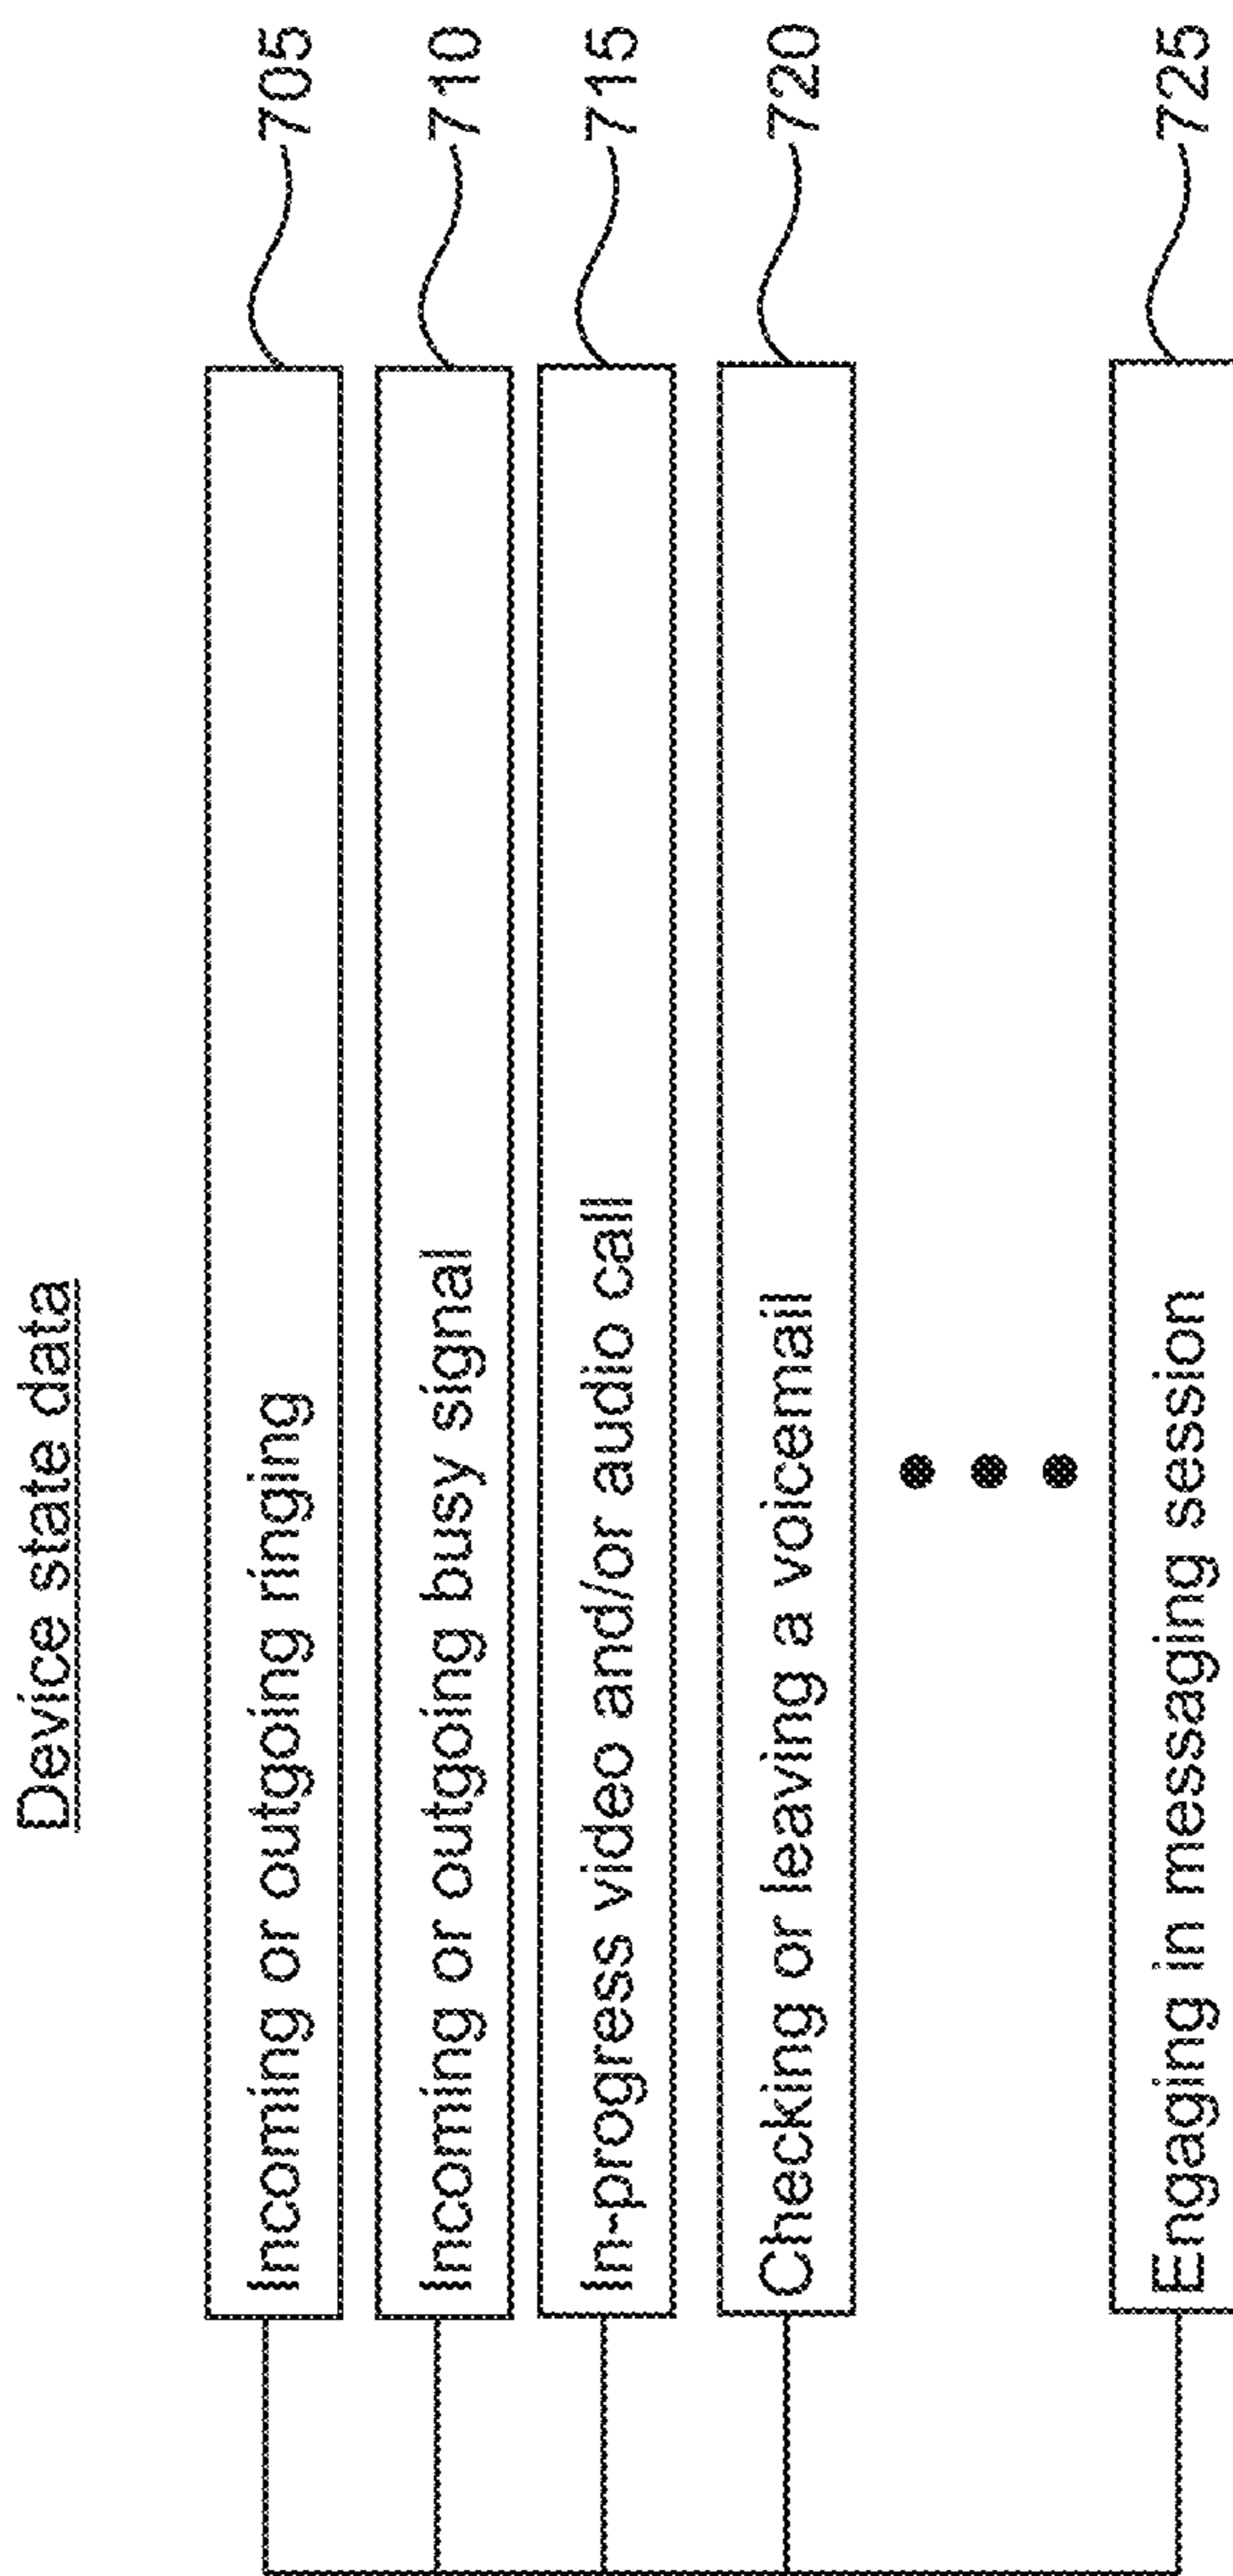 Device state data
Incoming or outgoing ringing 705
Incoming or outgoing busy signal 710
In-progress video and/or audio call 715
Checking or leaving a voicemail 720
Engaging in messaging session 725